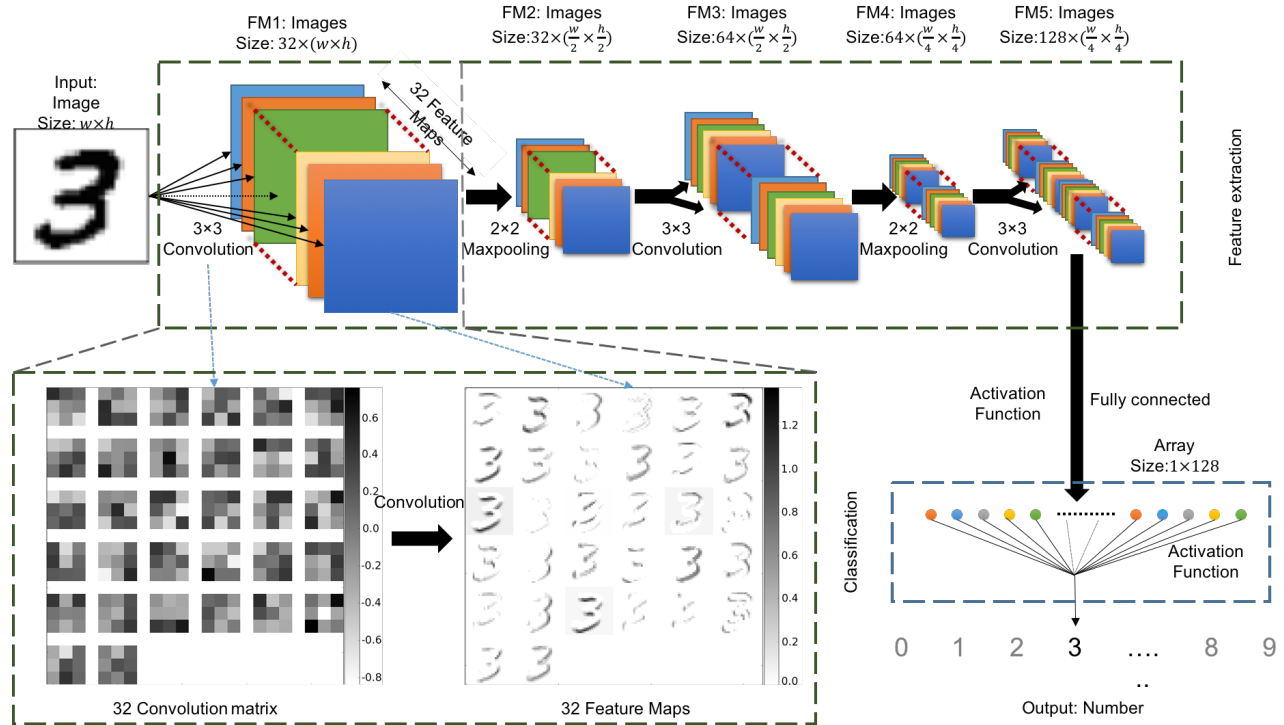 FM1: Images
Size: 32×(w×h)
FM2: Images
Size:32×(w/2×h/2)
FM3: Images
Size:64×(w/2×h/2)
FM4: Images
Size:64×(w/4×h/4)
FM5: Images
Size:128×(w/4×h/4)
Input:
Image
Size: w×h
3
32 Feature
Maps
3×3
Convolution
2×2
Maxpooling
3×3
Convolution
2×2
Maxpooling
3×3
Convolution
Feature extraction
Activation
Function
Fully connected
Array
Size:1×128
Classification
Activation
Function
0 1 2 3 .... 8 9
..
Output: Number
0.6
0.4
0.2
0.0
-0.2
-0.4
-0.6
-0.8
Convolution
1.2
1.0
0.8
0.6
0.4
0.2
0.0
32 Convolution matrix
32 Feature Maps